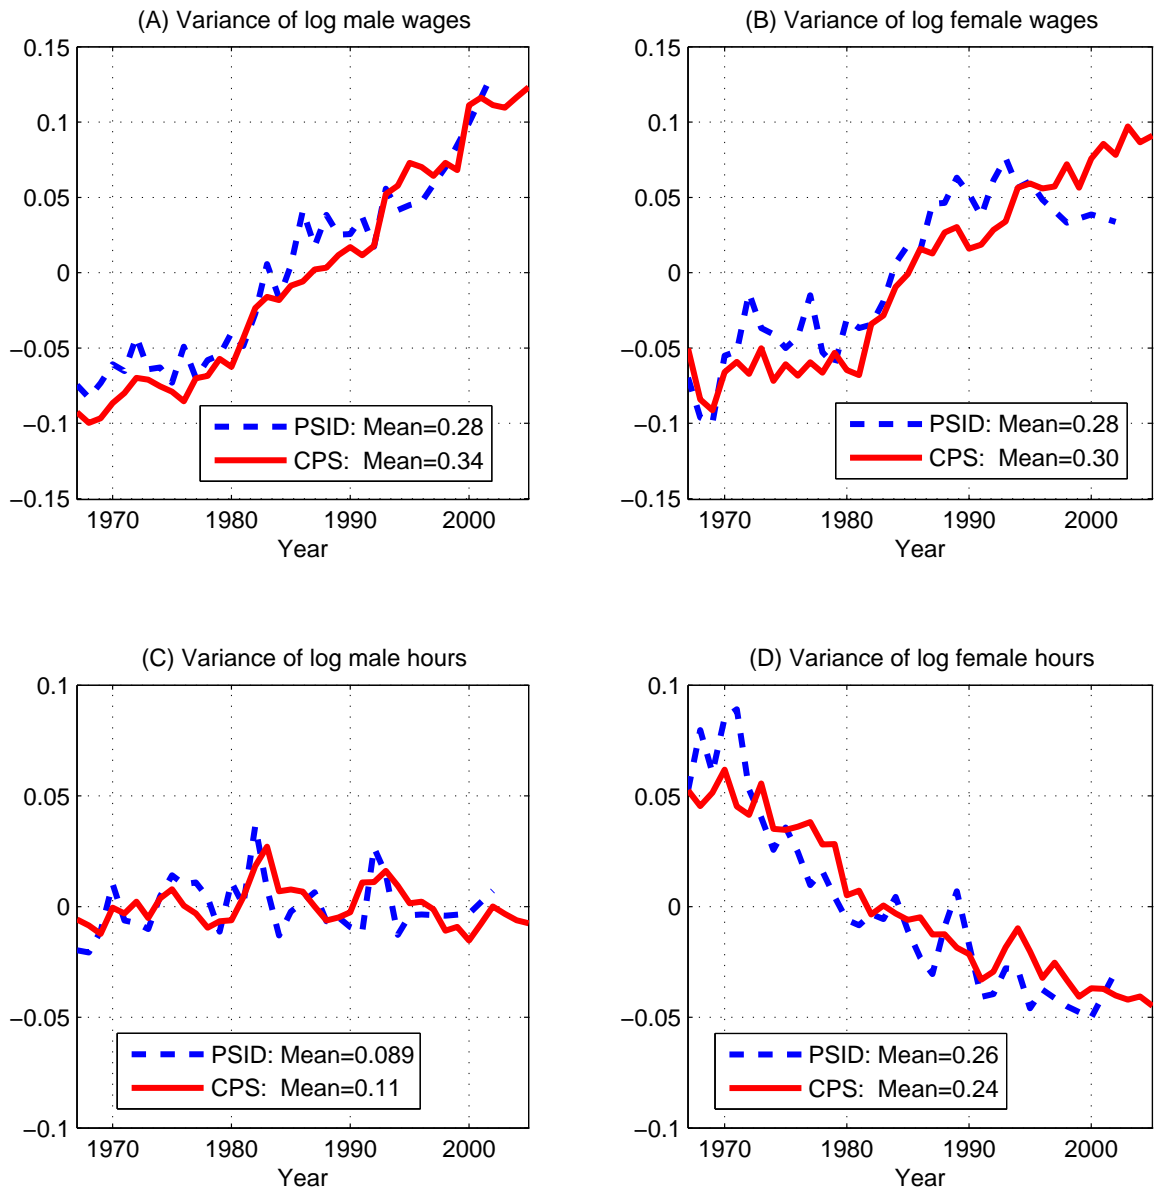 (A) Variance of log male wages
0.15
0.1
0.05
0
−0.05
−0.1
−0.15
PSID: Mean=0.28
CPS: Mean=0.34
1970 1980 1990 2000
Year
(B) Variance of log female wages
0.15
0.1
0.05
0
−0.05
−0.1
−0.15
PSID: Mean=0.28
CPS: Mean=0.30
1970 1980 1990 2000
Year
(C) Variance of log male hours
0.1
0.05
0
−0.05
−0.1
PSID: Mean=0.089
CPS: Mean=0.11
1970 1980 1990 2000
Year
(D) Variance of log female hours
0.1
0.05
0
−0.05
−0.1
PSID: Mean=0.26
CPS: Mean=0.24
1970 1980 1990 2000
Year